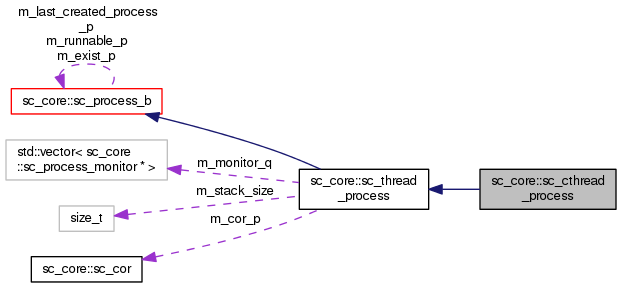 m_last_created_process
_p
m_runnable_p
m_exist_p
sc_core::sc_process_b
std::vector< sc_core
::sc_process_monitor * >
m_monitor_q
sc_core::sc_thread
_process
sc_core::sc_cthread
_process
m_stack_size
size_t
m_cor_p
sc_core::sc_cor